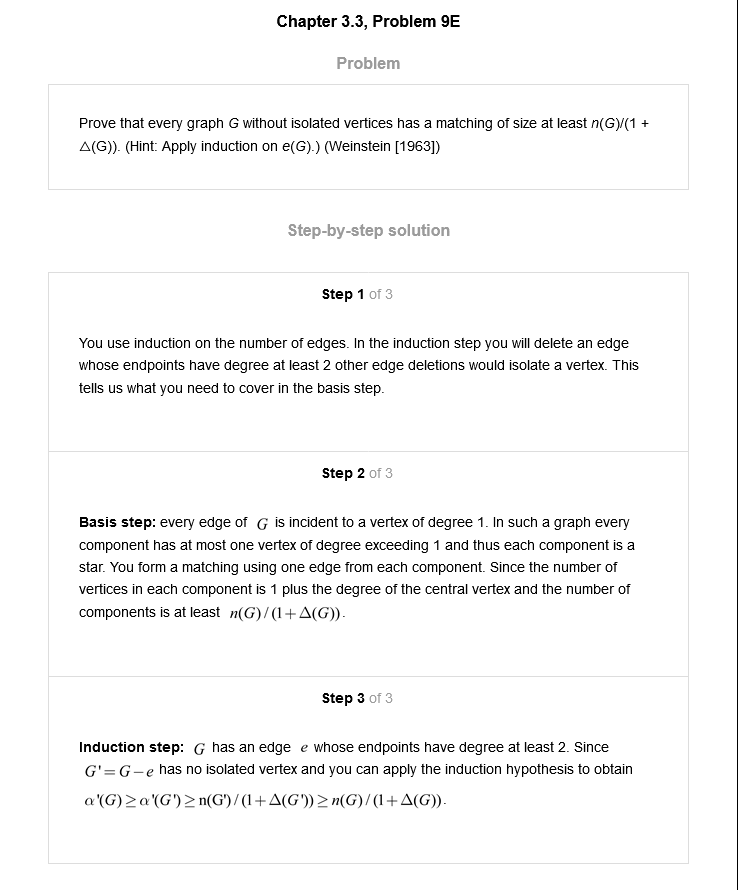 Chapter 3.3, Problem 9E
Problem
Prove that every graph G without isolated vertices has a matching of size at least n(G)/(1 +
△(G)). (Hint: Apply induction on e(G).) (Weinstein [1963])
Step-by-step solution
Step 1 of 3
You use induction on the number of edges. In the induction step you will delete an edge
whose endpoints have degree at least 2 other edge deletions would isolate a vertex. This
tells us what you need to cover in the basis step.
Step 2 of 3
Basis step: every edge of G is incident to a vertex of degree 1. In such a graph every
component has at most one vertex of degree exceeding 1 and thus each component is a
star. You form a matching using one edge from each component. Since the number of
vertices in each component is 1 plus the degree of the central vertex and the number of
components is at least n(G)/(1+△(G)).
Step 3 of 3
Induction step: G has an edge e whose endpoints have degree at least 2. Since
G'=G−e has no isolated vertex and you can apply the induction hypothesis to obtain
α'(G)≥α'(G')≥n(G')/(1+△(G'))≥n(G)/(1+△(G)).